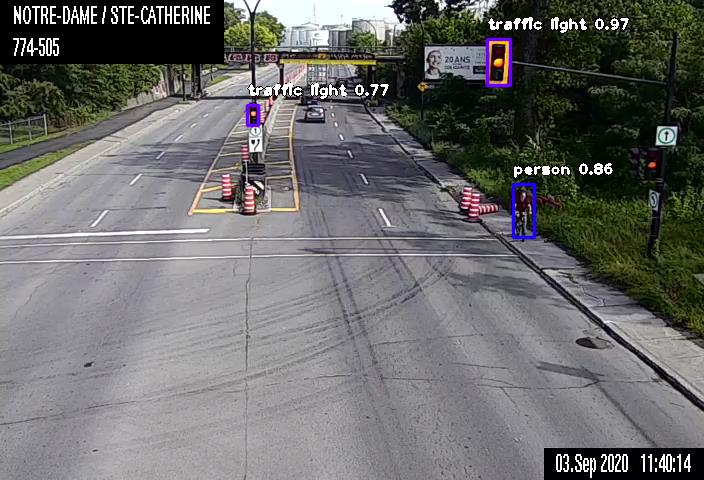 NOTRE-DAME / STE-CATHERINE
774-505
traffic light 0.97
traffic light 0.77
20 ANS
person 0.86
03.Sep 2020 11:40:14